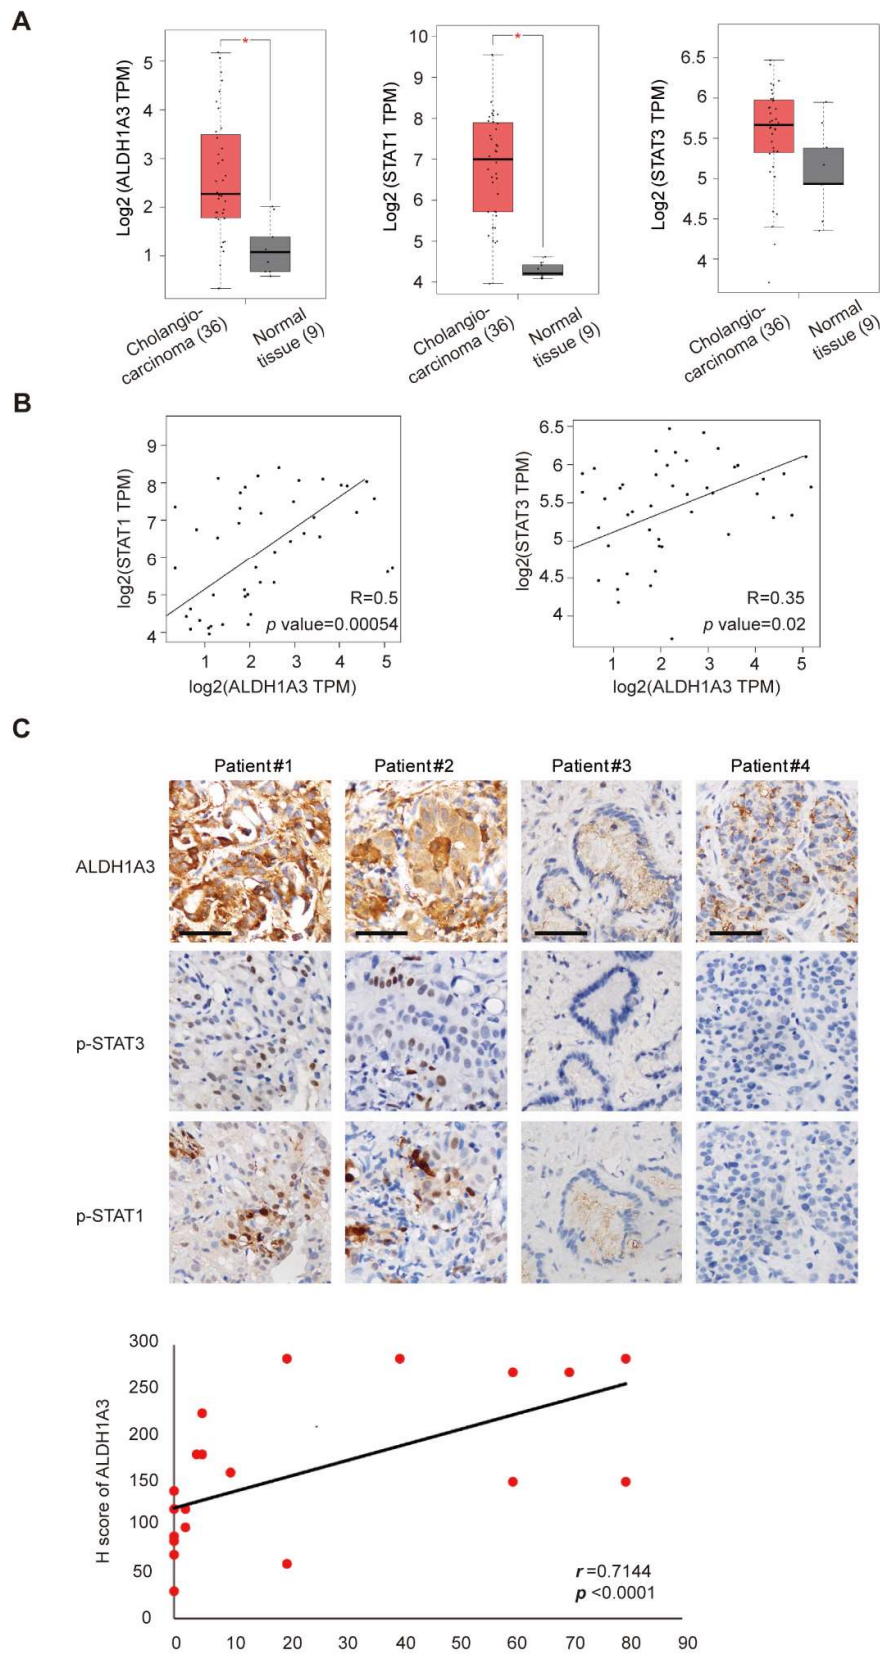 A
Log2 (ALDH1A3 TPM)
5
4
3
2
1
*
Cholangio-
carcinoma (36)
Normal
tissue (9)
Log2 (STAT1 TPM)
10
9
8
7
6
5
4
*
Cholangio-
carcinoma (36)
Normal
tissue (9)
Log2 (STAT3 TPM)
6.5
6
5.5
5
4.5
4
Cholangio-
carcinoma (36)
Normal
tissue (9)
B
log2(STAT1 TPM)
9
8
7
6
5
4
R=0.5
p value=0.00054
1 2 3 4 5
log2(ALDH1A3 TPM)
log2(STAT3 TPM)
6.5
6
5.5
5
4.5
4
R=0.35
p value=0.02
1 2 3 4 5
log2(ALDH1A3 TPM)
C
Patient#1 Patient#2 Patient#3 Patient#4
ALDH1A3
p-STAT3
p-STAT1
H score of ALDH1A3
300
250
200
150
100
50
0
r=0.7144
p <0.0001
0 10 20 30 40 50 60 70 80 90